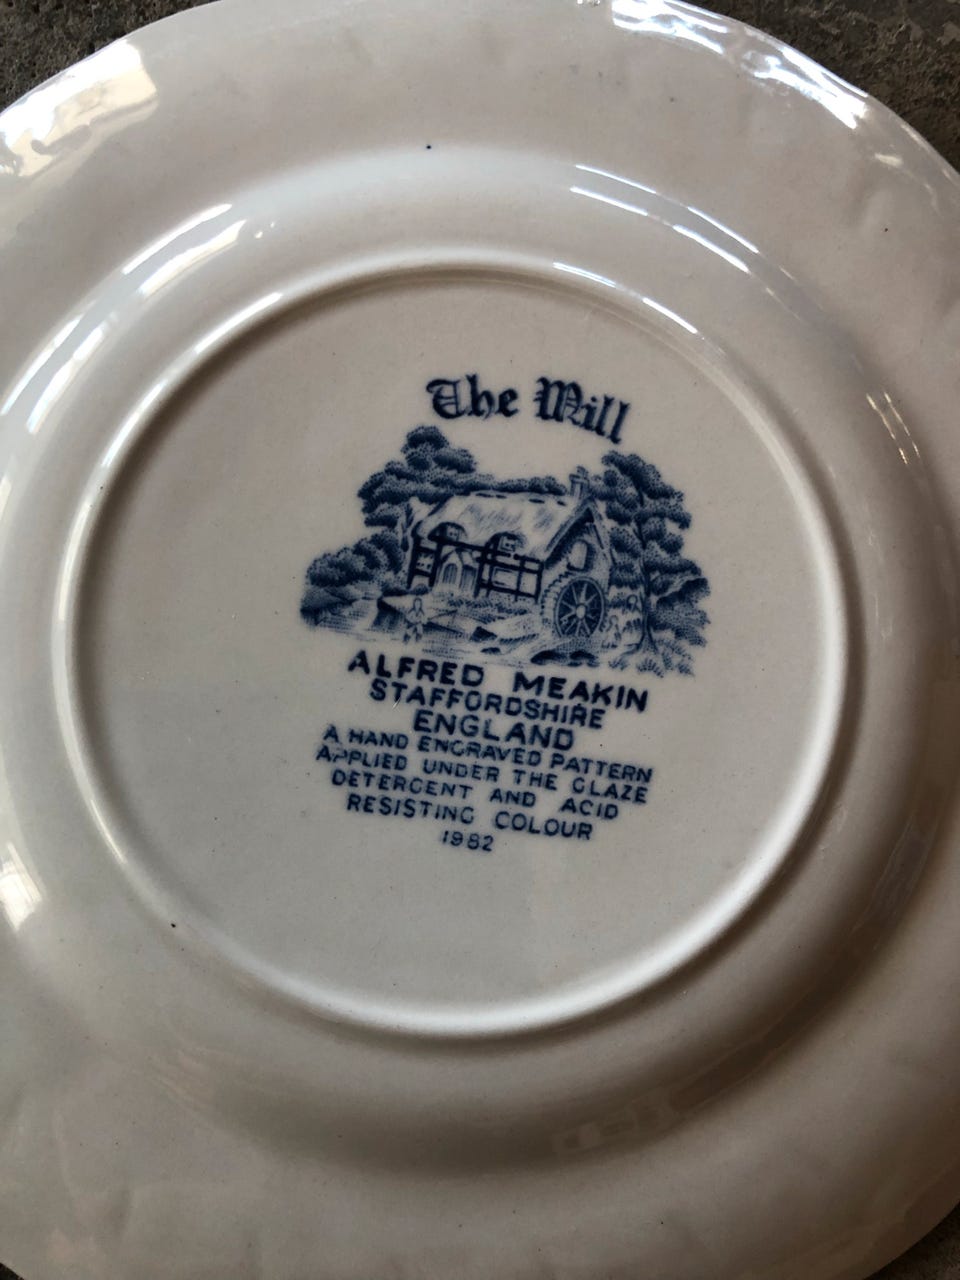 The Mill
ALFRED MEAKIN
STAFFORDSHIRE
ENGLAND
A HAND ENGRAVED PATTERN
APPLIED UNDER THE GLAZE
DETERGENT AND ACID
RESISTING COLOUR
1982